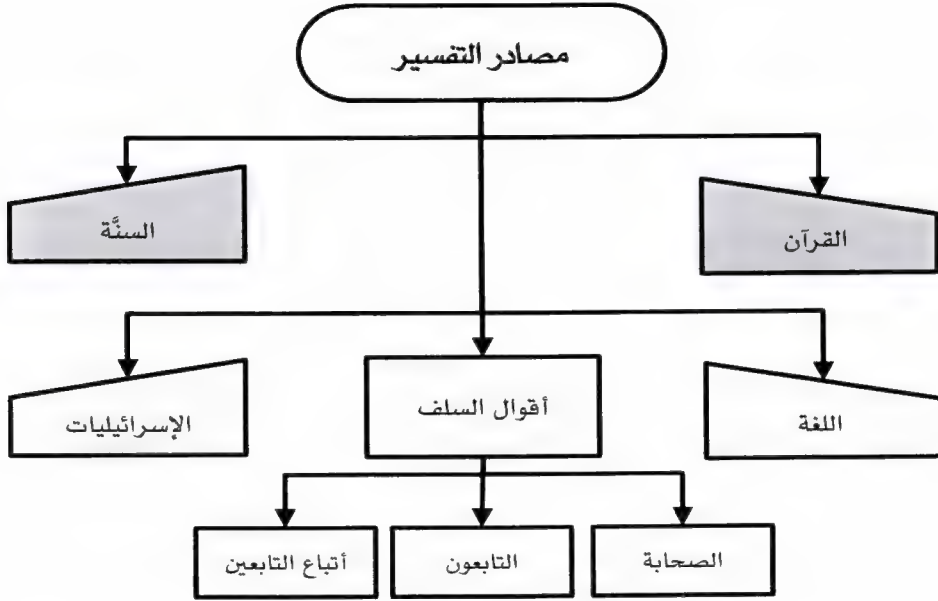 مصادر التفسير
القرآن
السنَّة
اللغة
أقوال السلف
الإسرائيليات
الصحابة
التابعون
أتباع التابعين